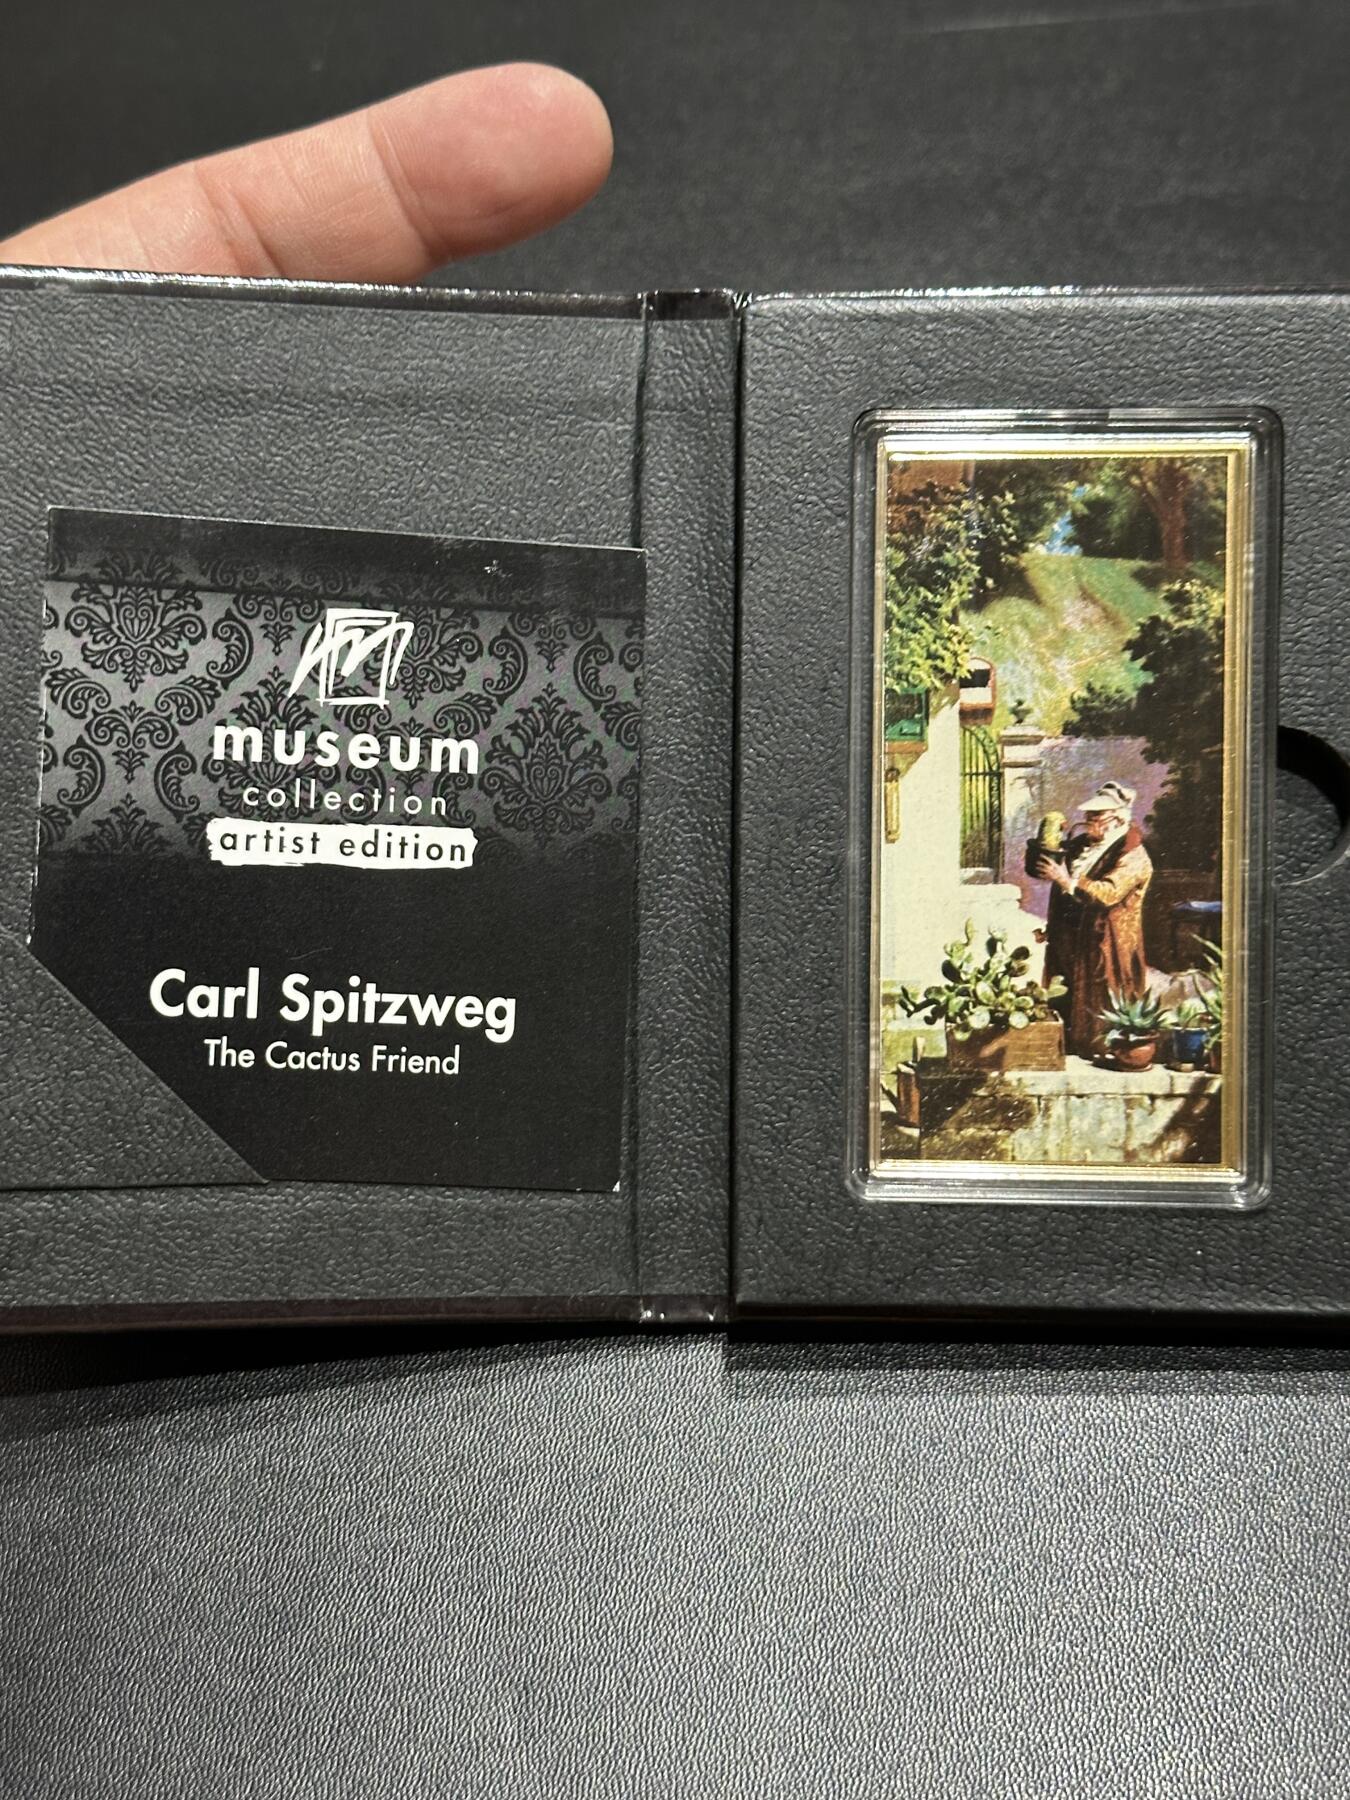 museum
collection
artist edition
Carl Spitzweg
The Cactus Friend